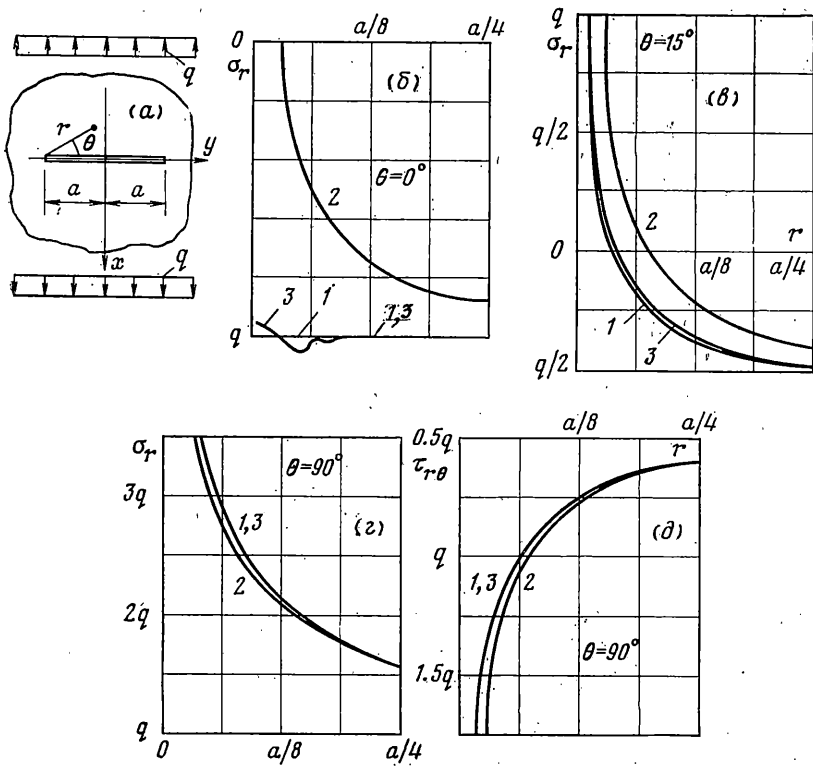 q
(а)
r
θ
y
a a
x
q
0 a/8 a/4
σr
(б)
θ=0°
2
3 1 1,3
q
q
σr
θ=15°
(в)
q/2
2
0
r
a/8 a/4
1
3
q/2
σr
θ=90°
3q
1,3
(г)
2
2q
q
0 a/8 a/4
a/8 a/4
0.5q
r
τrθ
q
(д)
1,3 2
θ=90°
1.5q